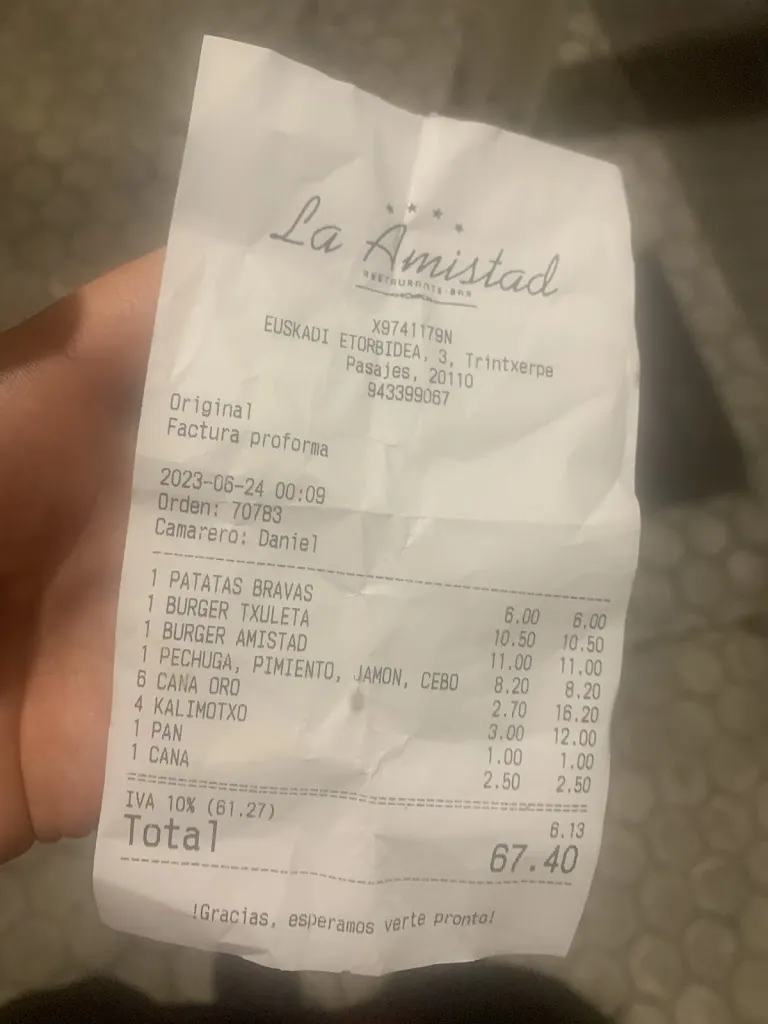 La Amistad
RESTAURANTE-BAR
X9741179N
EUSKADI ETORBIDEA, 3, Trintxerpe
Pasajes, 20110
943399067
Original
Factura proforma
2023-06-24 00:09
Orden: 70783
Camarero: Daniel
1 PATATAS BRAVAS 6.00 6.00
1 BURGER TXULETA 10.50 10.50
1 BURGER AMISTAD 11.00 11.00
1 PECHUGA, PIMIENTO, JAMON, CEBO 8.20 8.20
6 CANA ORO 2.70 16.20
4 KALIMOTXO 3.00 12.00
1 PAN 1.00 1.00
1 CANA 2.50 2.50
IVA 10% (61.27) 6.13
Total 67.40
!Gracias, esperamos verte pronto!